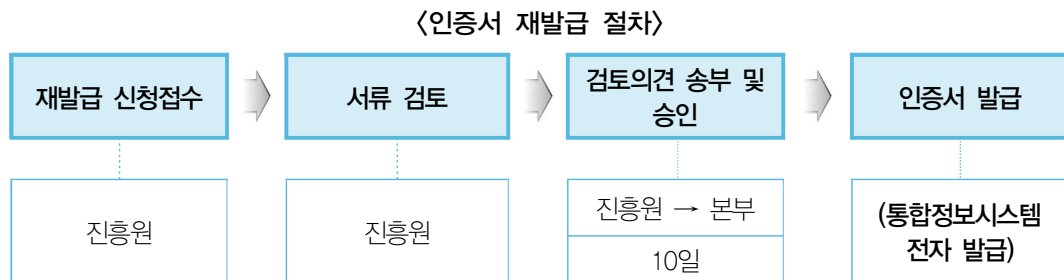 <인증서 재발급 절차>
재발급 신청접수
서류 검토
검토의견 송부 및
승인
인증서 발급
진흥원
진흥원
진흥원 → 본부
10일
(통합정보시스템
전자 발급)